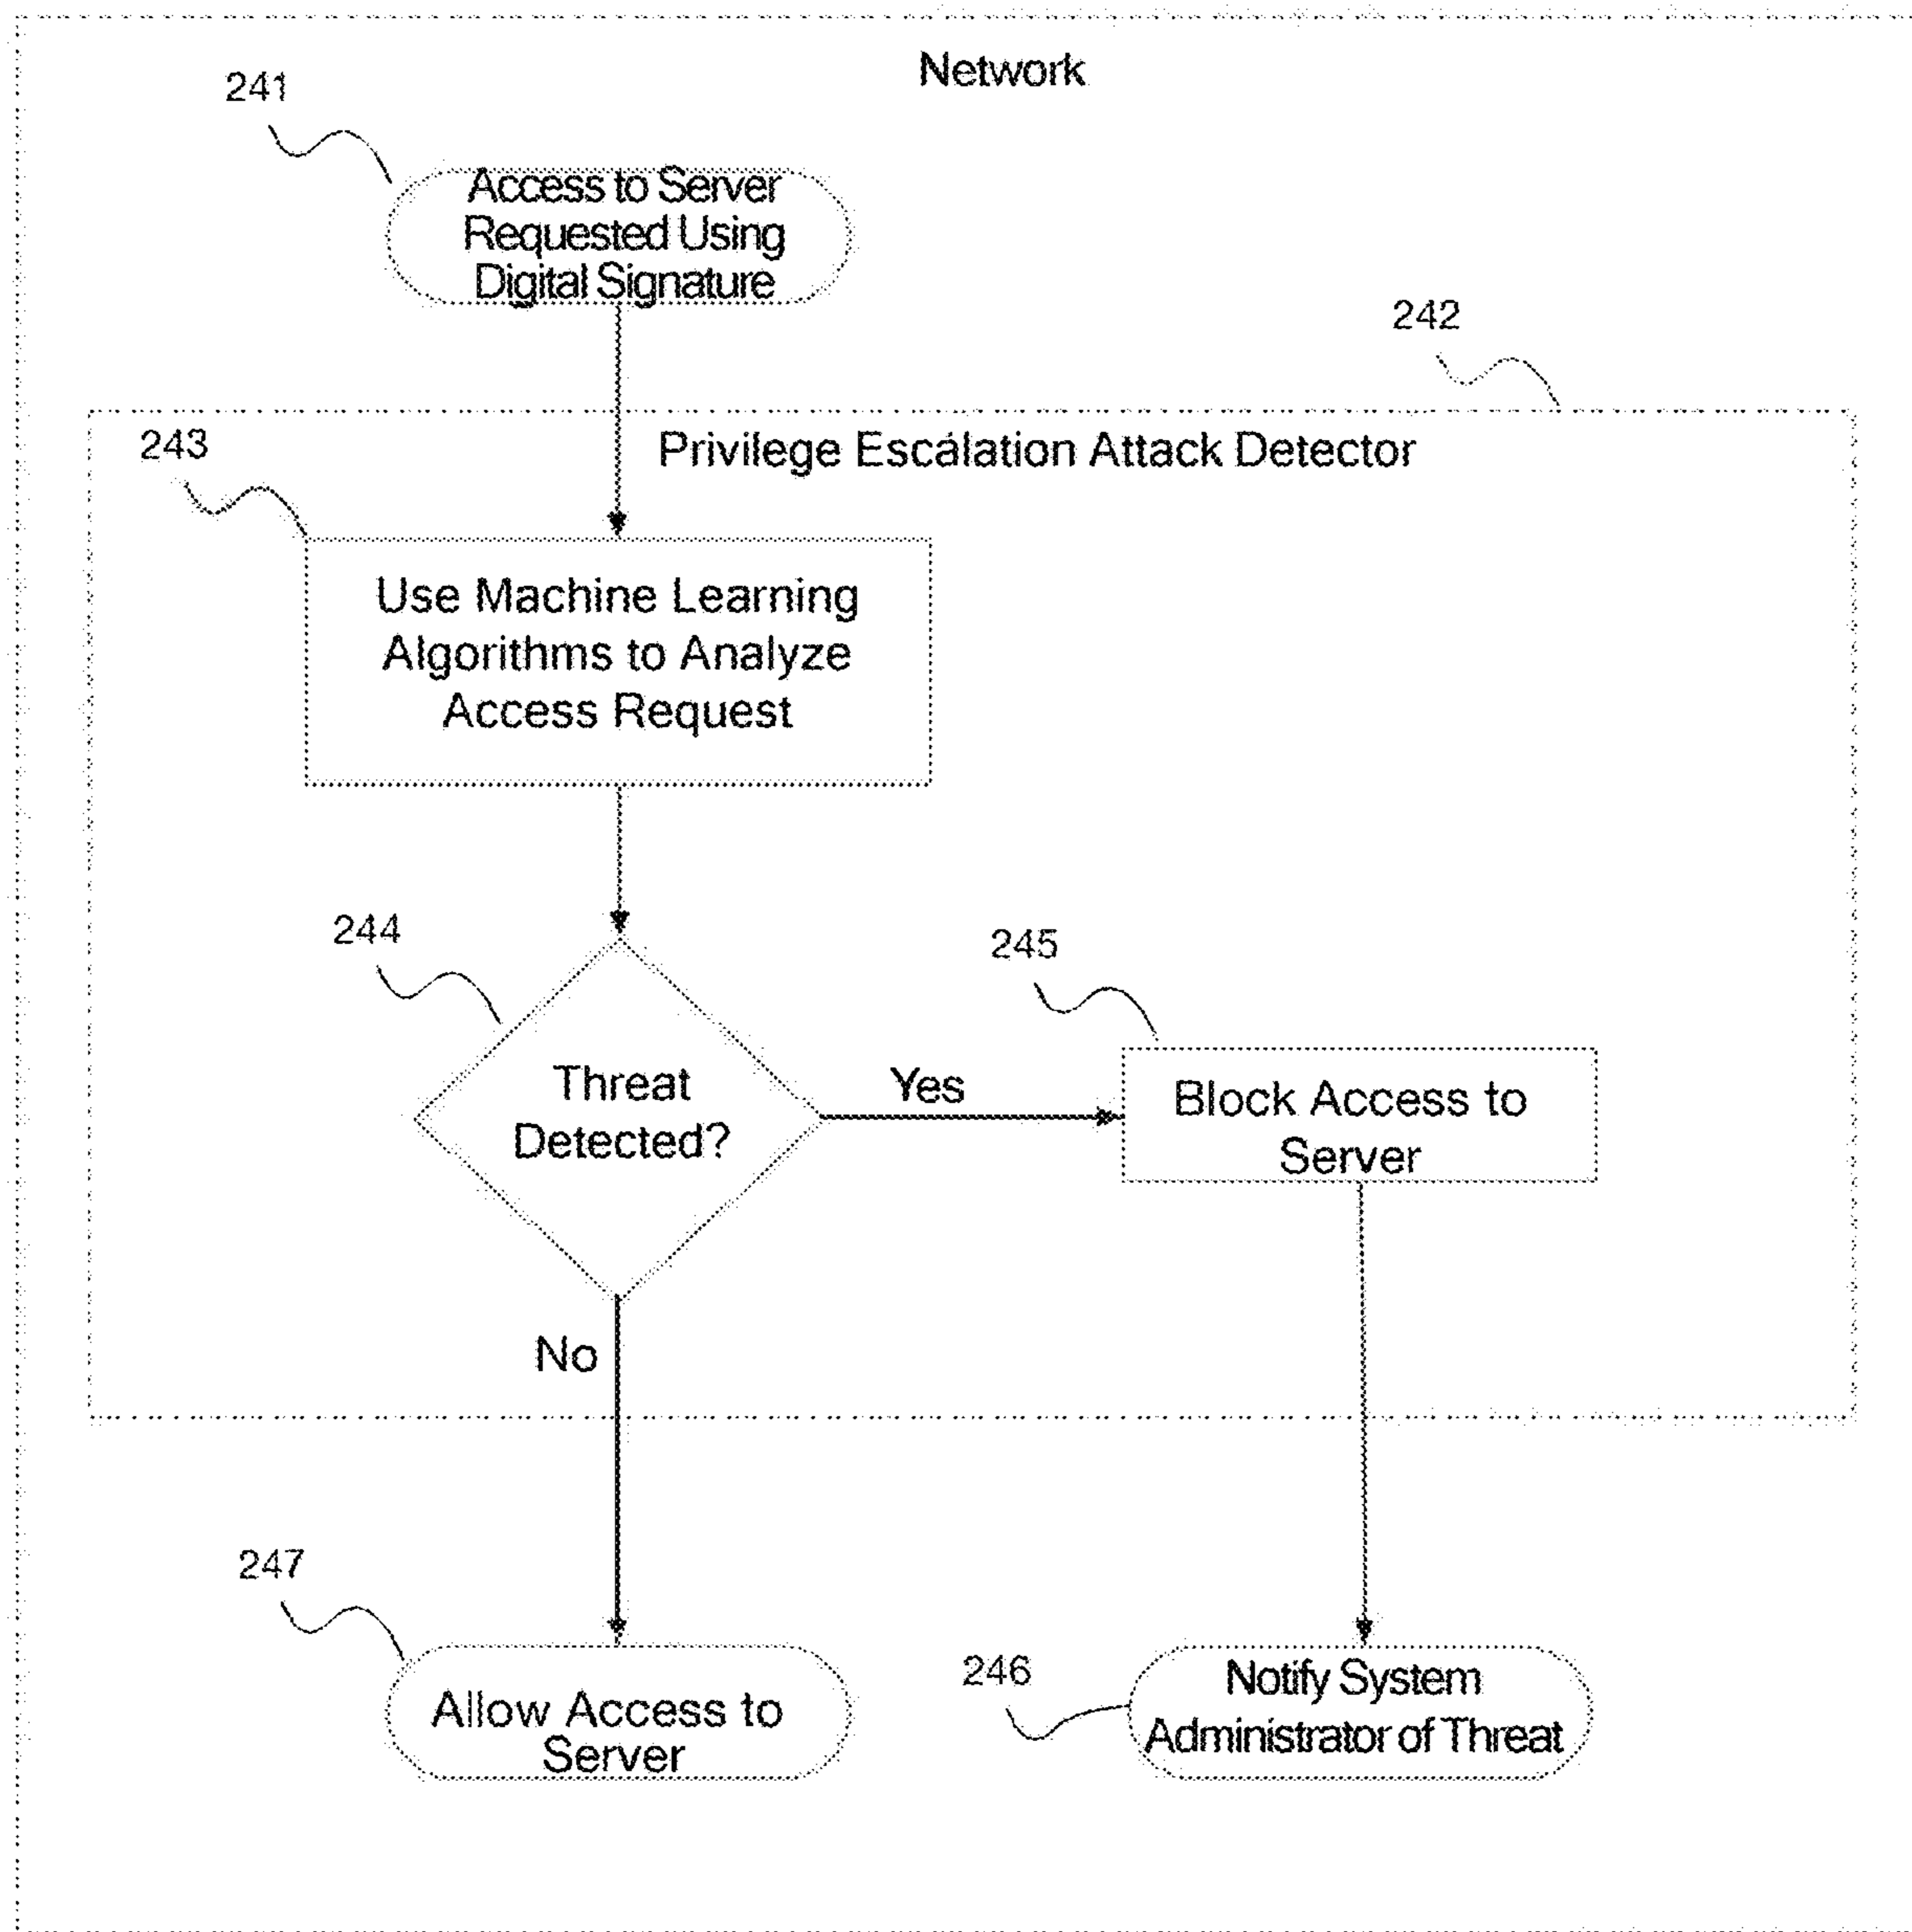 Network
241
Access to Server
Requested Using
Digital Signature
242
Privilege Escalation Attack Detector
243
Use Machine Learning
Algorithms to Analyze
Access Request
244
Threat
Detected?
Yes
245
Block Access to
Server
No
247
Allow Access to
Server
246
Notify System
Administrator of Threat